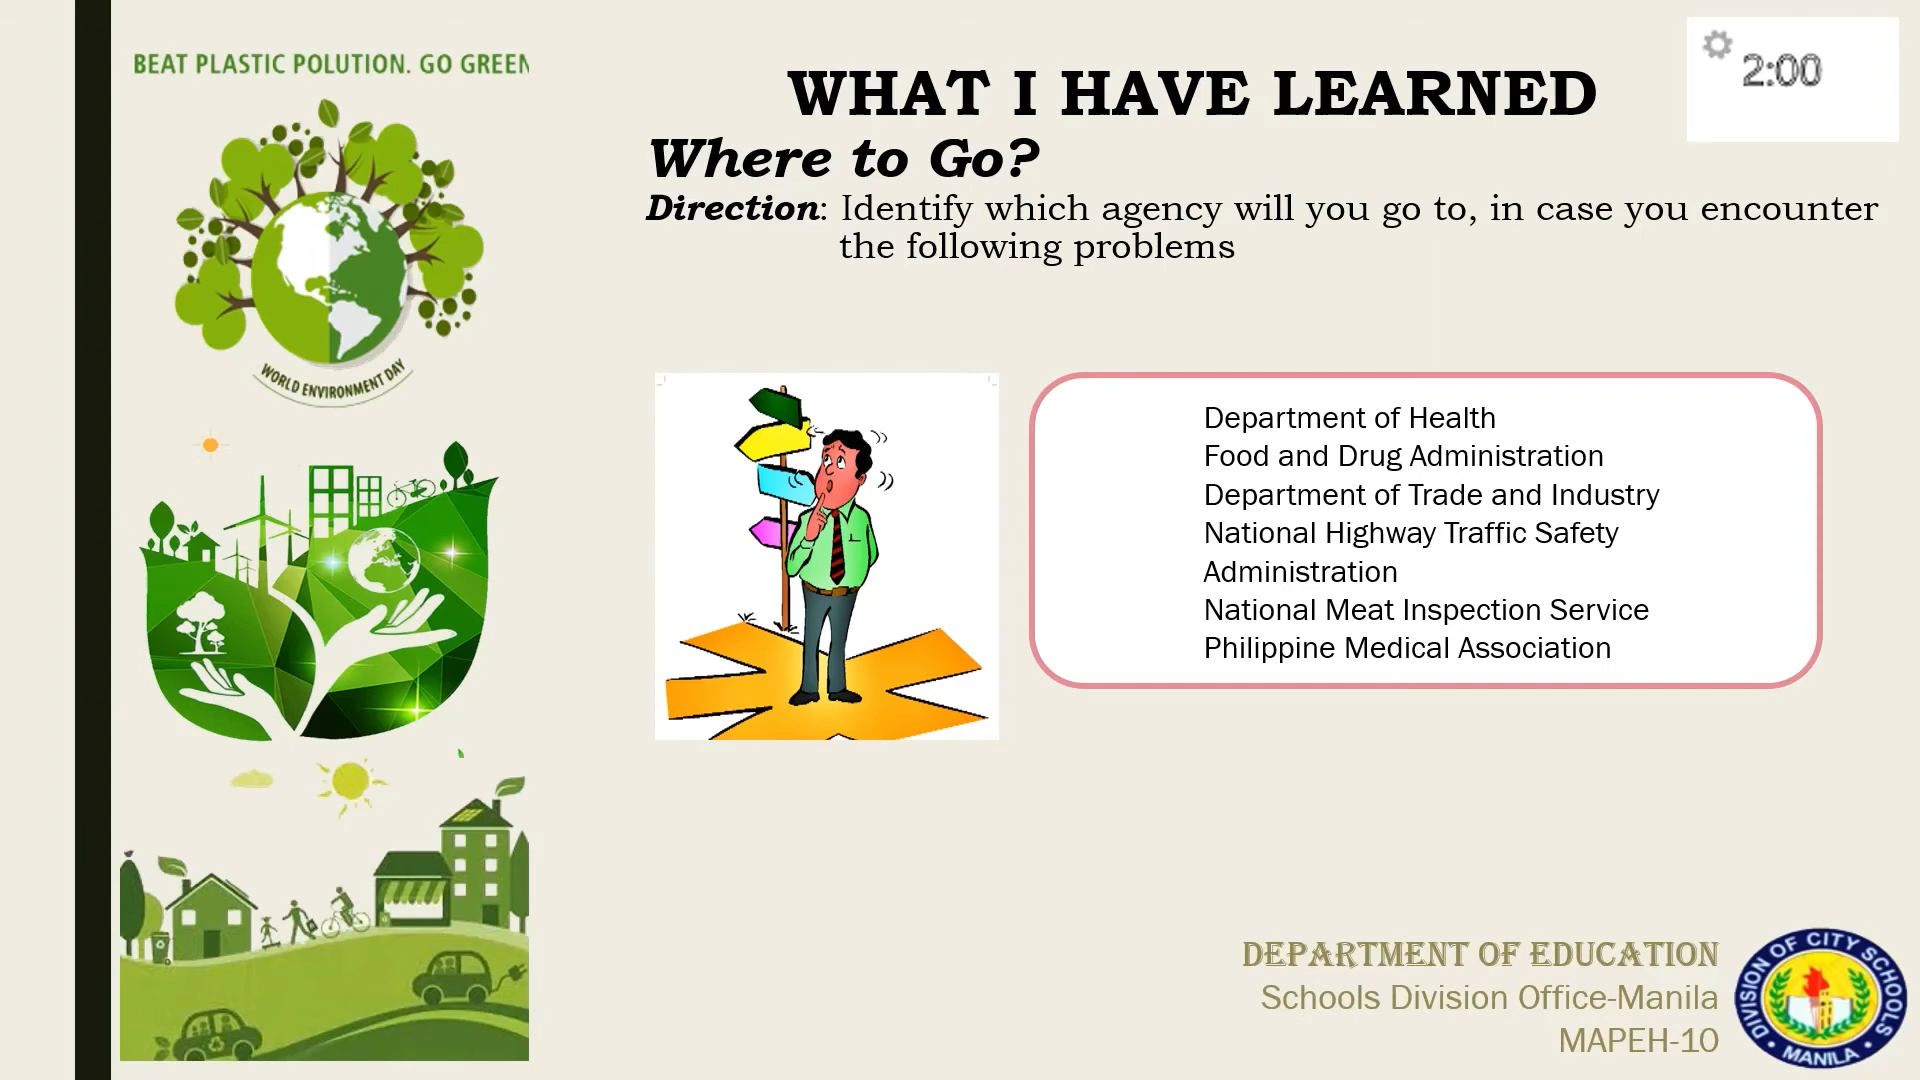 BEAT PLASTIC POLUTION. GO GREEN
WORLD ENVIRONMENT DAY
WHAT I HAVE LEARNED
2:00
Where to Go?
Direction: Identify which agency will you go to, in case you encounter
the following problems
Department of Health
Food and Drug Administration
Department of Trade and Industry
National Highway Traffic Safety
Administration
National Meat Inspection Service
Philippine Medical Association
DEPARTMENT OF EDUCATION
Schools Division Office-Manila
MAPEH-10
DIVISION OF CITY SCHOOLS
• MANILA •